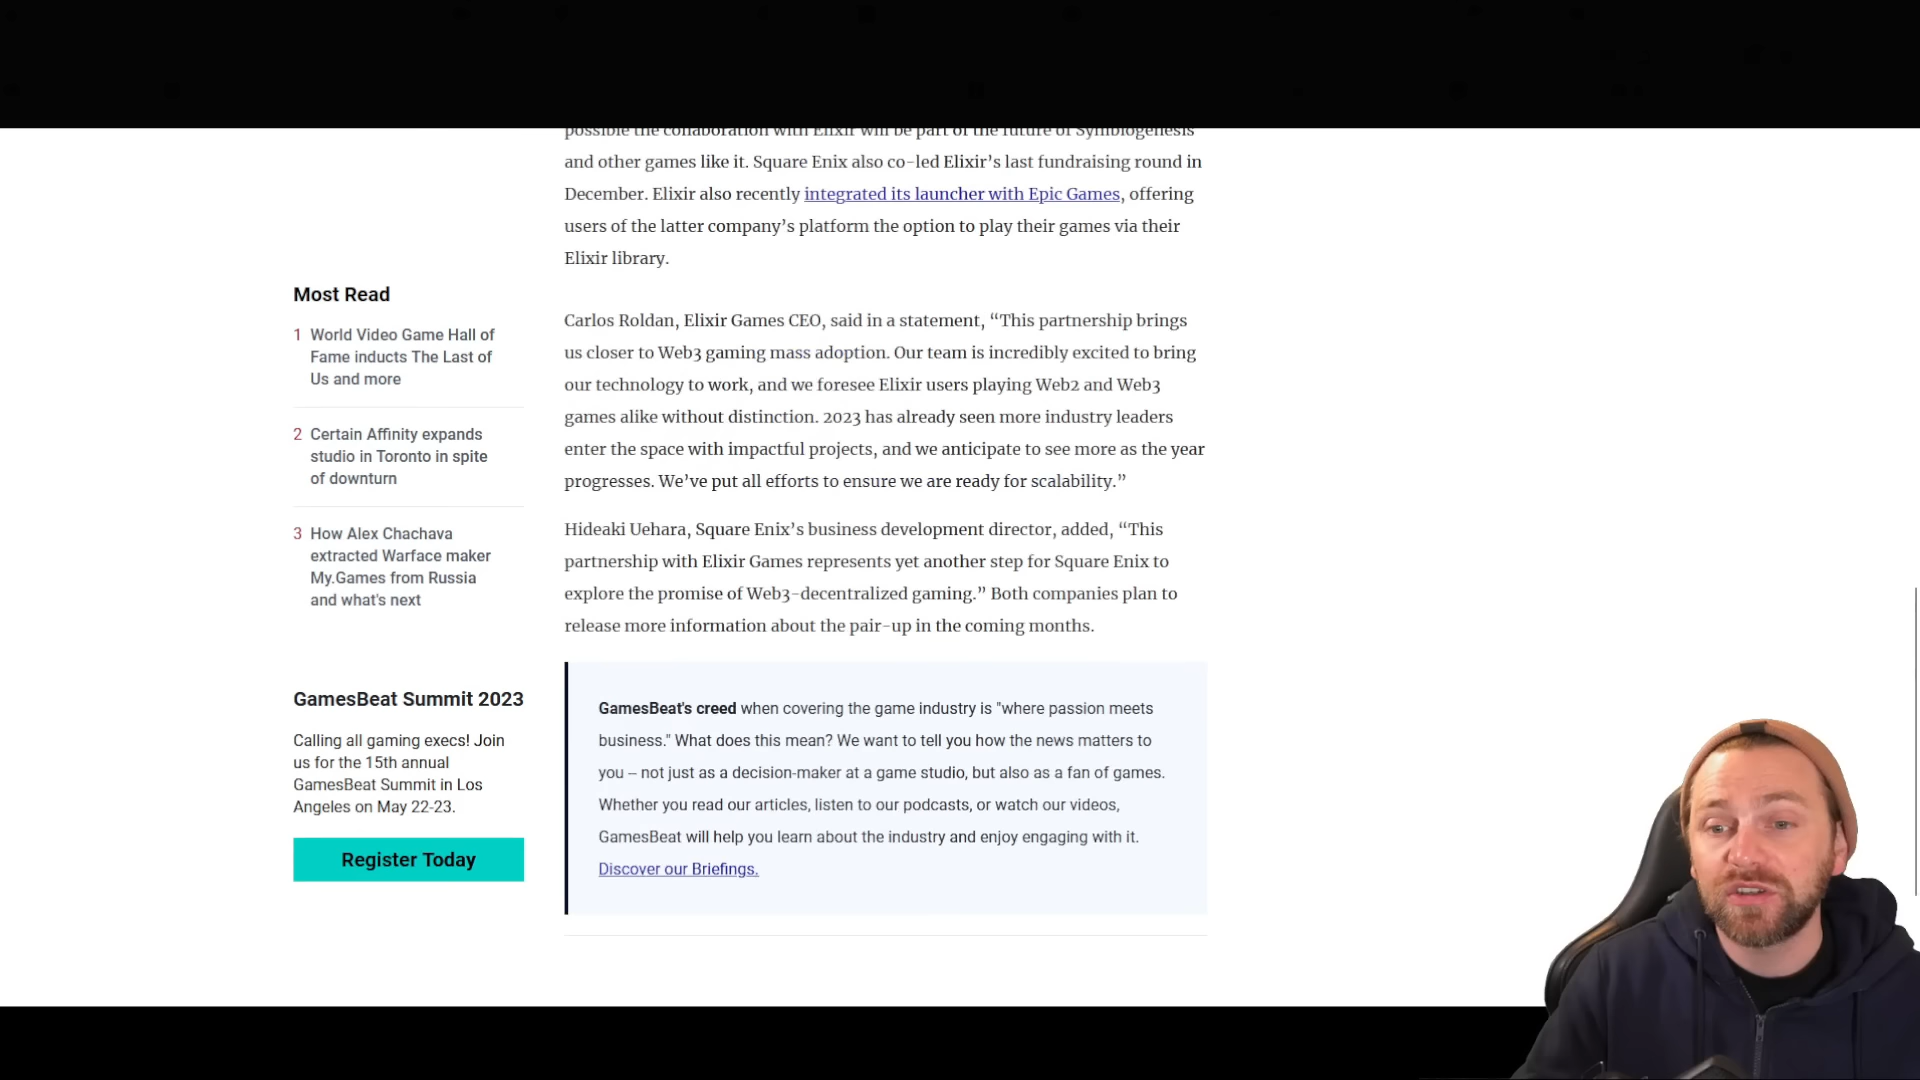 possible the collaboration with Elixir will be part of the future of Symbiogenesis
and other games like it. Square Enix also co-led Elixir’s last fundraising round in
December. Elixir also recently integrated its launcher with Epic Games, offering
users of the latter company’s platform the option to play their games via their
Elixir library.
Most Read
1 World Video Game Hall of
Fame inducts The Last of
Us and more
2 Certain Affinity expands
studio in Toronto in spite
of downturn
3 How Alex Chachava
extracted Warface maker
My.Games from Russia
and what's next
GamesBeat Summit 2023
Calling all gaming execs! Join
us for the 15th annual
GamesBeat Summit in Los
Angeles on May 22-23.
Register Today
Carlos Roldan, Elixir Games CEO, said in a statement, “This partnership brings
us closer to Web3 gaming mass adoption. Our team is incredibly excited to bring
our technology to work, and we foresee Elixir users playing Web2 and Web3
games alike without distinction. 2023 has already seen more industry leaders
enter the space with impactful projects, and we anticipate to see more as the year
progresses. We’ve put all efforts to ensure we are ready for scalability.”
Hideaki Uehara, Square Enix’s business development director, added, “This
partnership with Elixir Games represents yet another step for Square Enix to
explore the promise of Web3-decentralized gaming.” Both companies plan to
release more information about the pair-up in the coming months.
GamesBeat's creed when covering the game industry is "where passion meets
business." What does this mean? We want to tell you how the news matters to
you – not just as a decision-maker at a game studio, but also as a fan of games.
Whether you read our articles, listen to our podcasts, or watch our videos,
GamesBeat will help you learn about the industry and enjoy engaging with it.
Discover our Briefings.